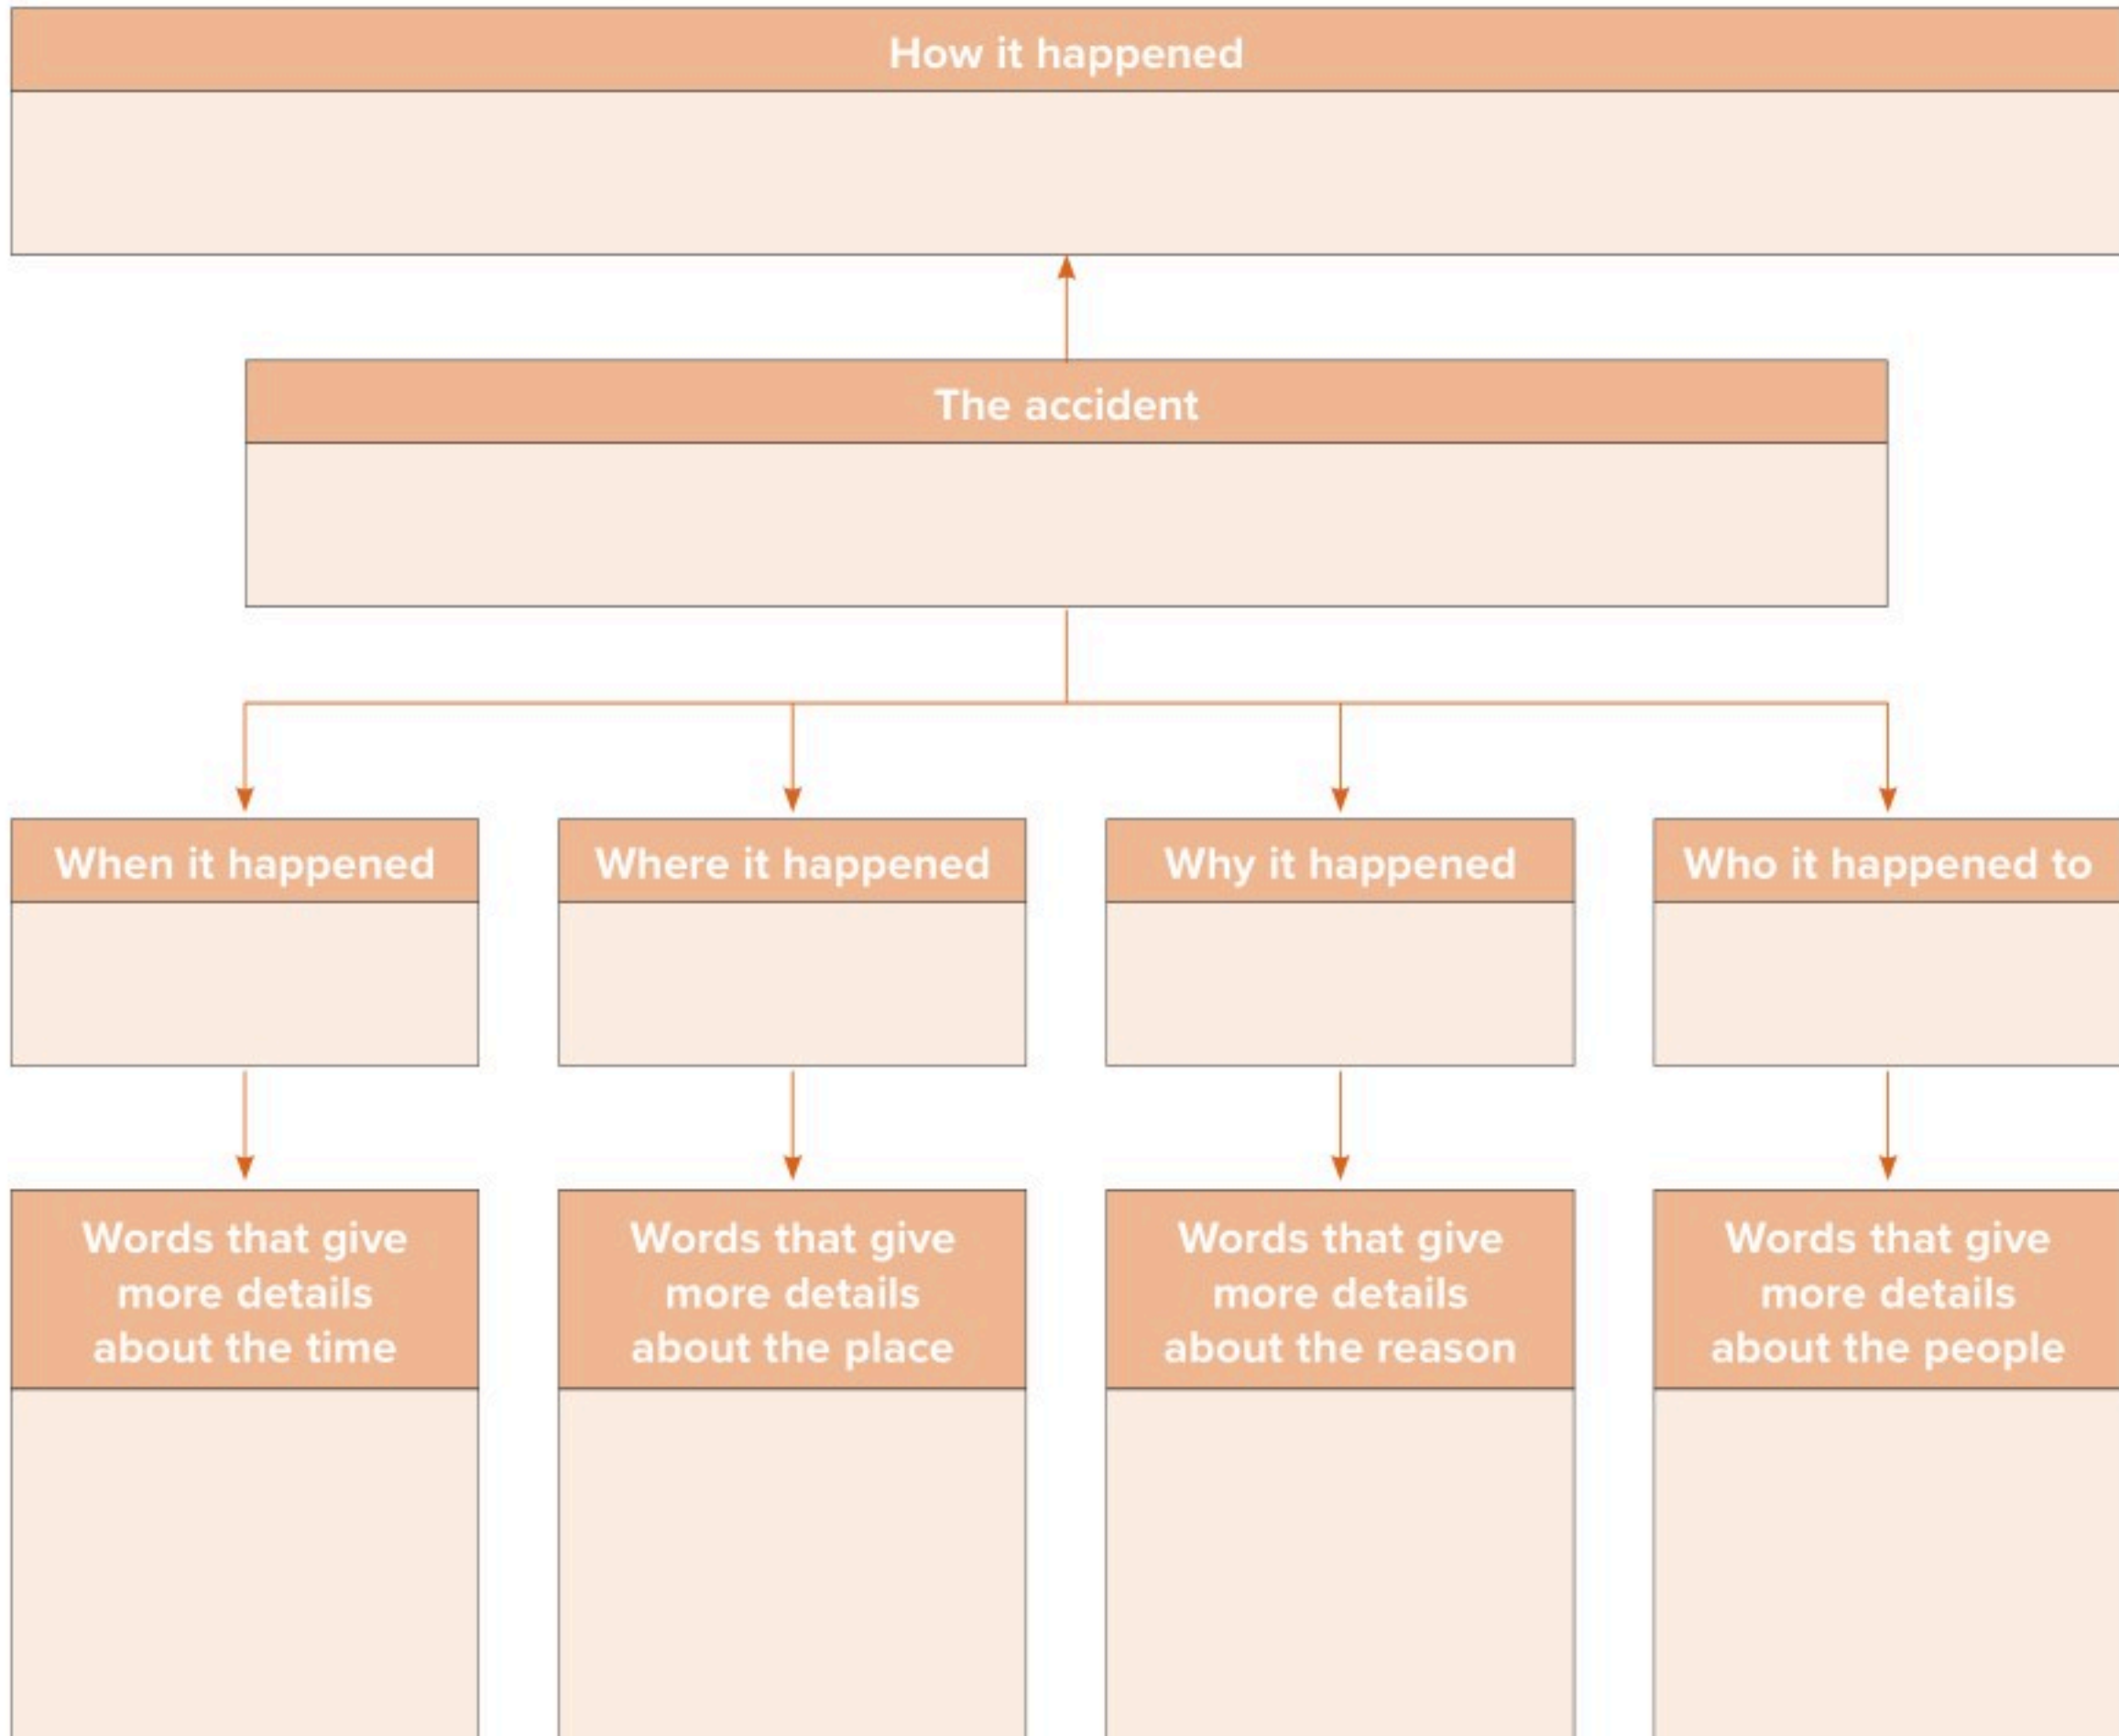 How it happened
The accident
When it happened
Where it happened
Why it happened
Who it happened to
Words that give
more details
about the time
Words that give
more details
about the place
Words that give
more details
about the reason
Words that give
more details
about the people